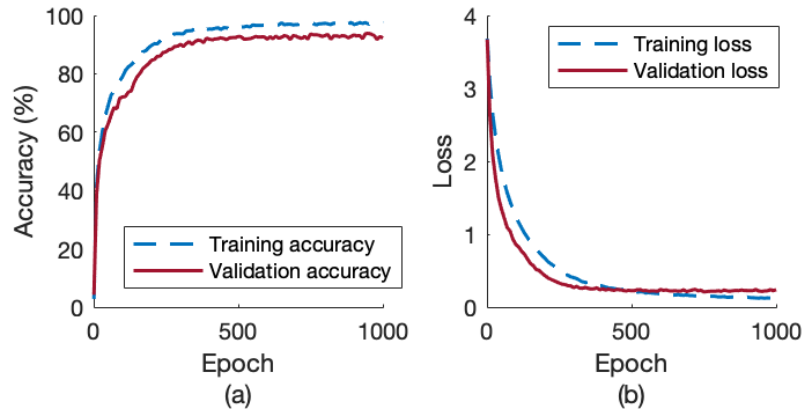 100
80
60
40
20
0
Accuracy (%)
Training accuracy
Validation accuracy
0 500 1000
Epoch
(a)
4
3
2
1
0
Loss
Training loss
Validation loss
0 500 1000
Epoch
(b)